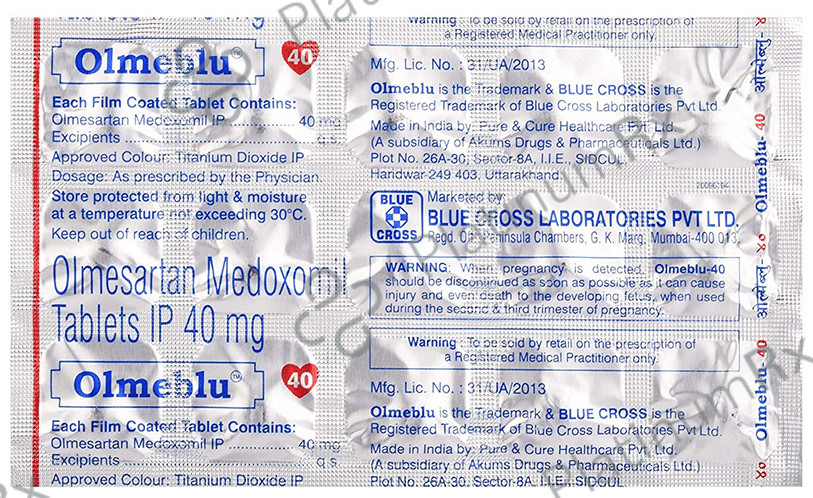 Olmeblu™ 40
Each Film Coated Tablet Contains:
Olmesartan Medoxomil IP ................ 40 mg
Excipients ........................................ q s
Approved Colour: Titanium Dioxide IP
Dosage: As prescribed by the Physician.
Store protected from light & moisture
at a temperature not exceeding 30°C.
Keep out of reach of children.
Olmesartan Medoxomil
Tablets IP 40 mg
Olmeblu™ 40
Each Film Coated Tablet Contains:
Olmesartan Medoxomil IP ................ 40 mg
Excipients ........................................ q s
Approved Colour: Titanium Dioxide IP
Warning : To be sold by retail on the prescription of
a Registered Medical Practitioner only.
Mfg. Lic. No. : 31/UA/2013
Olmeblu is the Trademark & BLUE CROSS is the
Registered Trademark of Blue Cross Laboratories Pvt Ltd.
Made in India by: Pure & Cure Healthcare Pvt. Ltd.
(A subsidiary of Akums Drugs & Pharmaceuticals Ltd.)
Plot No. 26A-30, Sector-8A, I.I.E., SIDCUL,
Haridwar-249 403, Uttarakhand.
BLUE
CROSS
Marketed by:
BLUE CROSS LABORATORIES PVT LTD.
Regd. Off. Peninsula Chambers, G. K. Marg, Mumbai-400 013
WARNING: When pregnancy is detected, Olmeblu-40
should be discontinued as soon as possible as it can cause
injury and even death to the developing fetus, when used
during the second & third trimester of pregnancy.
Warning : To be sold by retail on the prescription of
a Registered Medical Practitioner only.
Mfg. Lic. No. : 31/UA/2013
Olmeblu is the Trademark & BLUE CROSS is the
Registered Trademark of Blue Cross Laboratories Pvt Ltd.
Made in India by: Pure & Cure Healthcare Pvt. Ltd.
(A subsidiary of Akums Drugs & Pharmaceuticals Ltd.)
Plot No. 26A-30, Sector-8A, I.I.E., SIDCUL
Olmeblu- 40 ओल्मेब्लु- ४०
Olmeblu- 40 ओल्मेब्लु- ४०
PlatinumRx
PlatinumRx